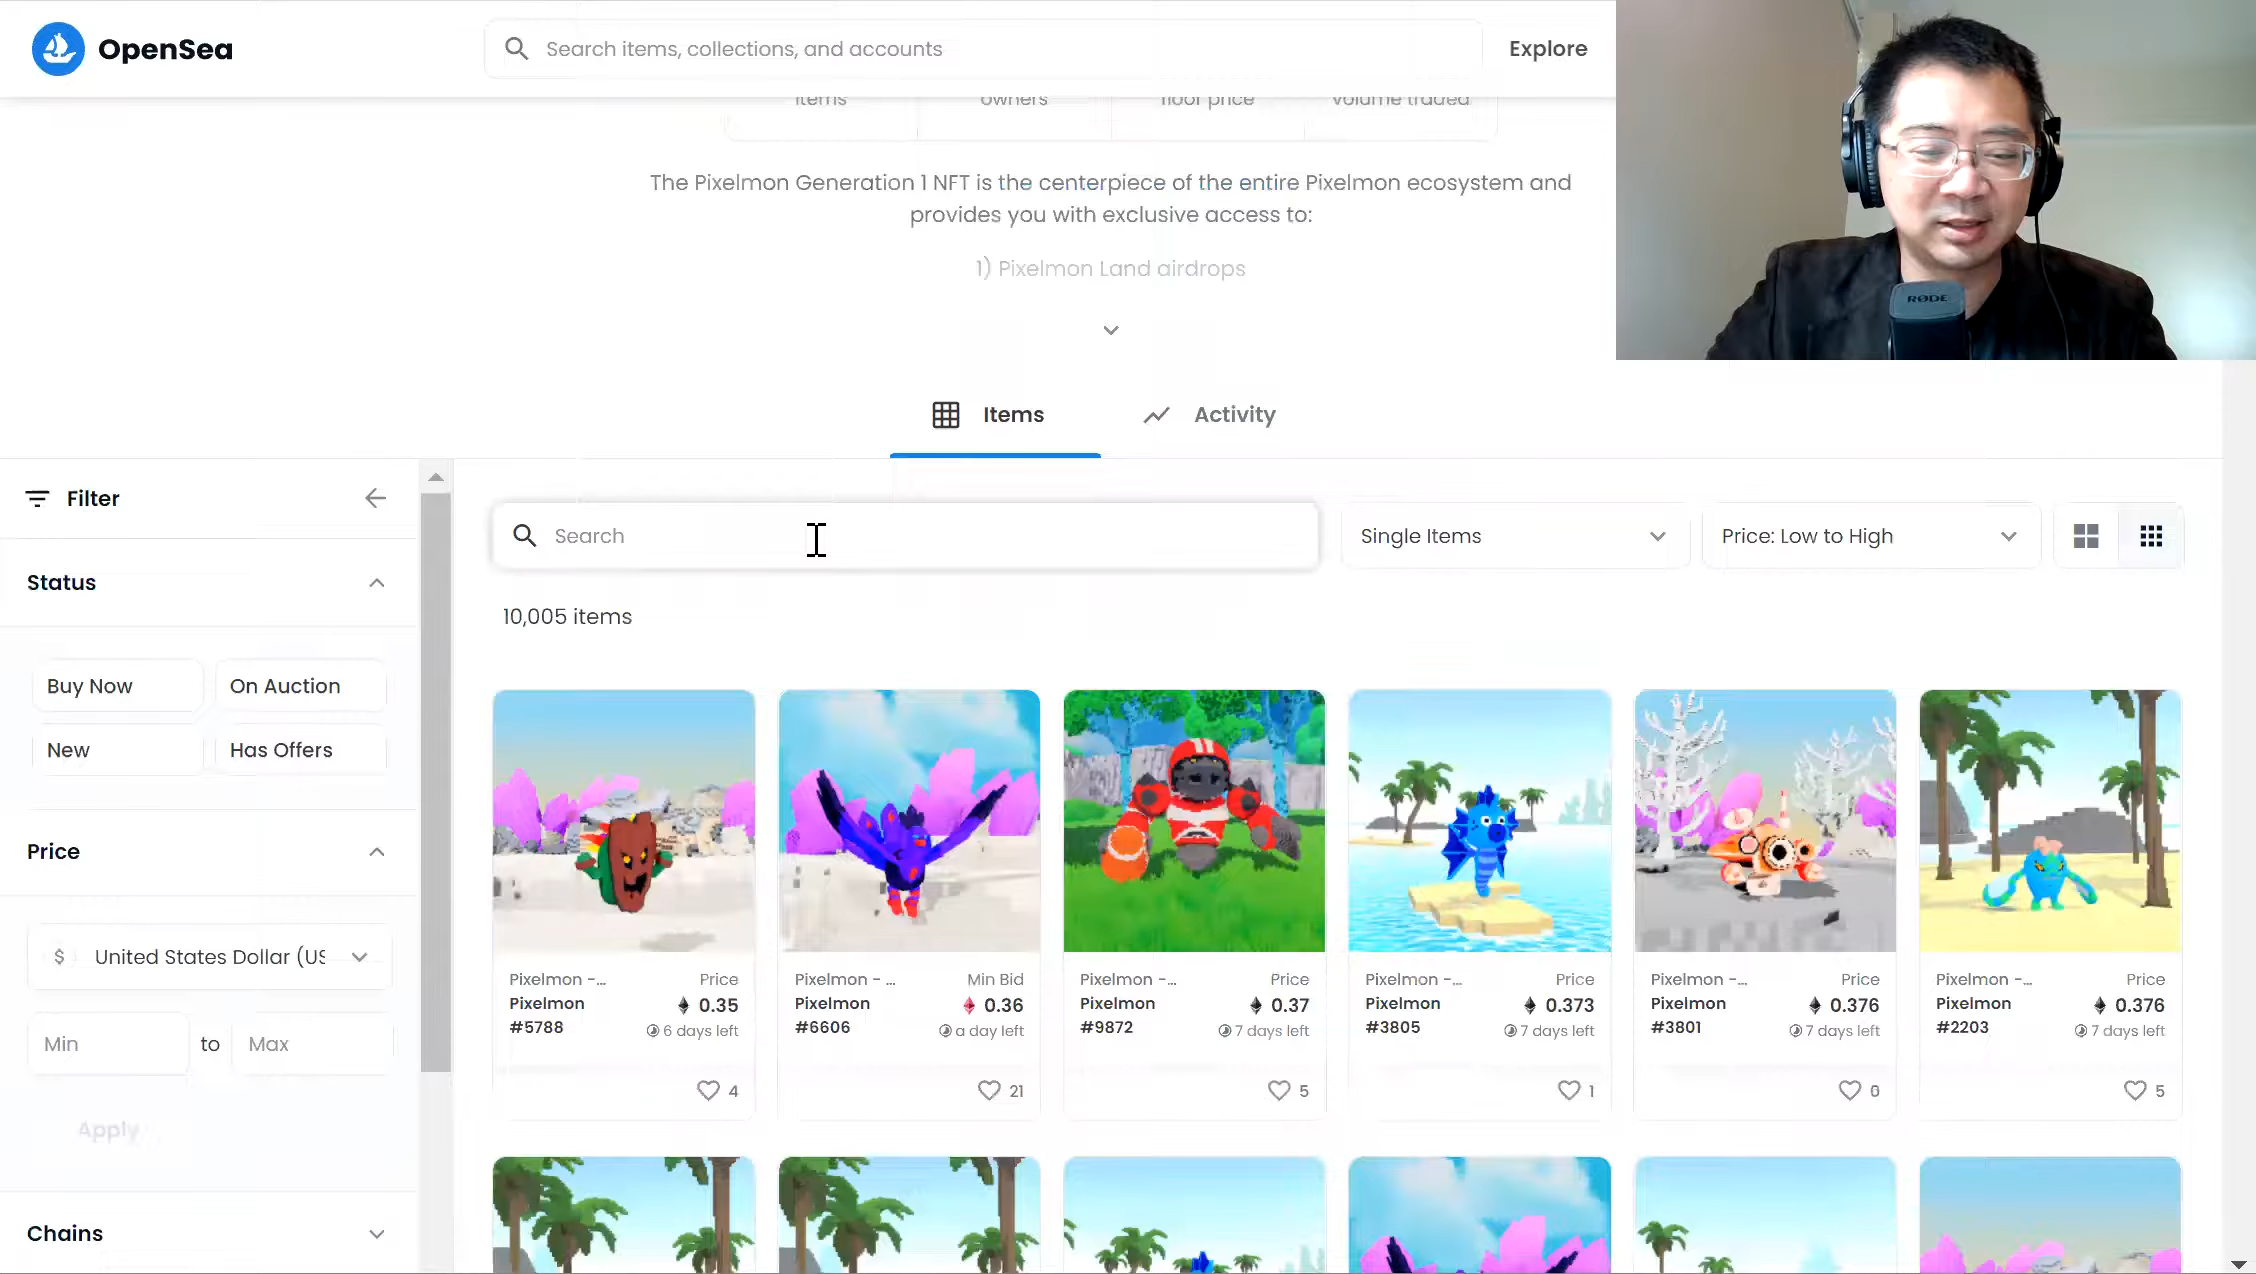 OpenSea
Search items, collections, and accounts
Explore
items owners floor price volume traded
The Pixelmon Generation 1 NFT is the centerpiece of the entire Pixelmon ecosystem and
provides you with exclusive access to:
1) Pixelmon Land airdrops
RØDE
Items Activity
Filter
Search
Single Items
Price: Low to High
Status
10,005 items
Buy Now On Auction
New Has Offers
Price
$ United States Dollar (US
Min to Max
Apply
Chains
Pixelmon -... Price
Pixelmon 0.35
#5788 6 days left
4
Pixelmon - ... Min Bid
Pixelmon 0.36
#6606 a day left
21
Pixelmon -... Price
Pixelmon 0.37
#9872 7 days left
5
Pixelmon -... Price
Pixelmon 0.373
#3805 7 days left
1
Pixelmon -... Price
Pixelmon 0.376
#3801 7 days left
0
Pixelmon -... Price
Pixelmon 0.376
#2203 7 days left
5